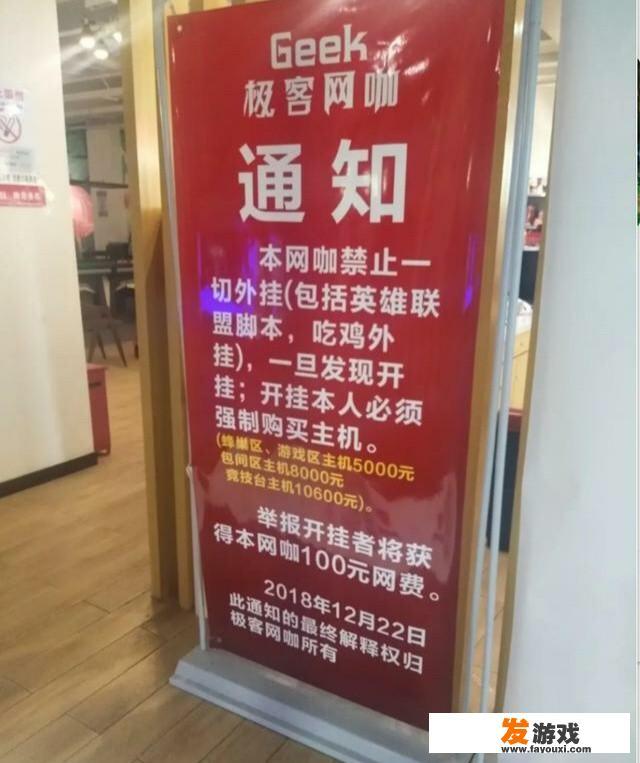 Geek
极客网咖
通知
本网咖禁止一
切外挂(包括英雄联
盟脚本，吃鸡外
挂)，一旦发现开
挂；开挂本人必须
强制购买主机。
(蜂巢区、游戏区主机5000元
包间区主机8000元
竞技台主机10600元)。
举报开挂者将获
得本网咖100元网费。
2018年12月22日
此通知的最终解释权归
极客网咖所有
发游戏
www.fayouxi.com